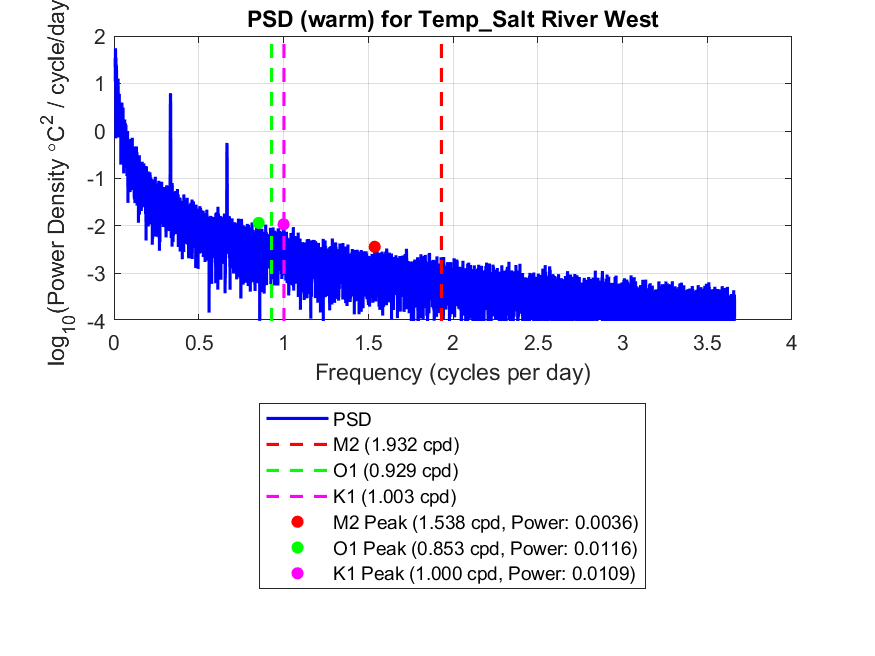 PSD (warm) for Temp_Salt River West
log10(Power Density °C2 / cycle/day
2
1
0
-1
-2
-3
-4
0
0.5
1
1.5
2
2.5
3
3.5
4
Frequency (cycles per day)
PSD
M2 (1.932 cpd)
O1 (0.929 cpd)
K1 (1.003 cpd)
M2 Peak (1.538 cpd, Power: 0.0036)
O1 Peak (0.853 cpd, Power: 0.0116)
K1 Peak (1.000 cpd, Power: 0.0109)